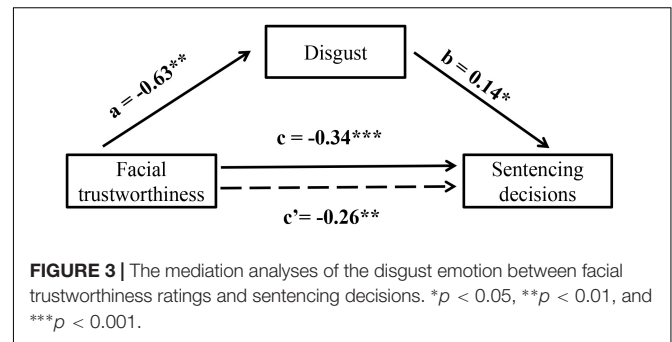 Disgust
a = -0.63**
b = 0.14*
c = -0.34***
Facial
trustworthiness
Sentencing
decisions
c’= -0.26**
FIGURE 3 | The mediation analyses of the disgust emotion between facial
trustworthiness ratings and sentencing decisions. *p < 0.05, **p < 0.01, and
***p < 0.001.